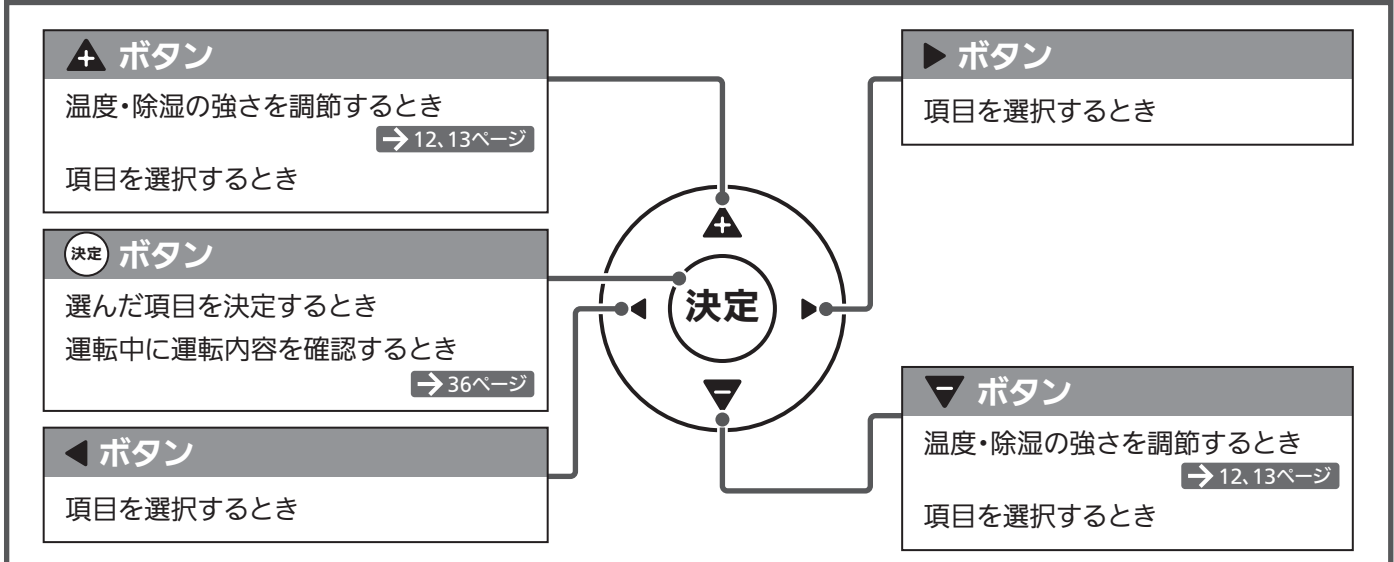 + ボタン
温度・除湿の強さを調節するとき
→ 12、13ページ
項目を選択するとき
決定 ボタン
選んだ項目を決定するとき
運転中に運転内容を確認するとき
→ 36ページ
◀ ボタン
項目を選択するとき
+
◀ 決定 ▶
-
▶ ボタン
項目を選択するとき
- ボタン
温度・除湿の強さを調節するとき
→ 12、13ページ
項目を選択するとき